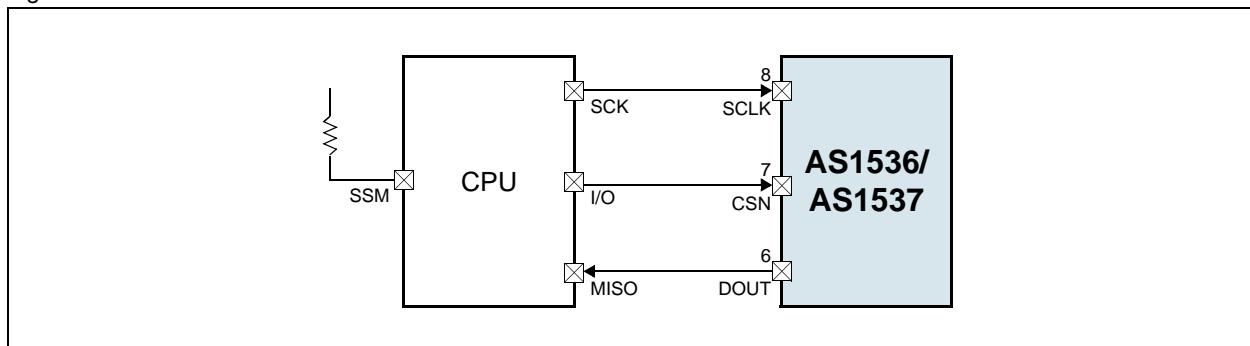 8
SCK SCLK
AS1536/
AS1537
CPU
SSM
7
I/O CSN
6
MISO DOUT